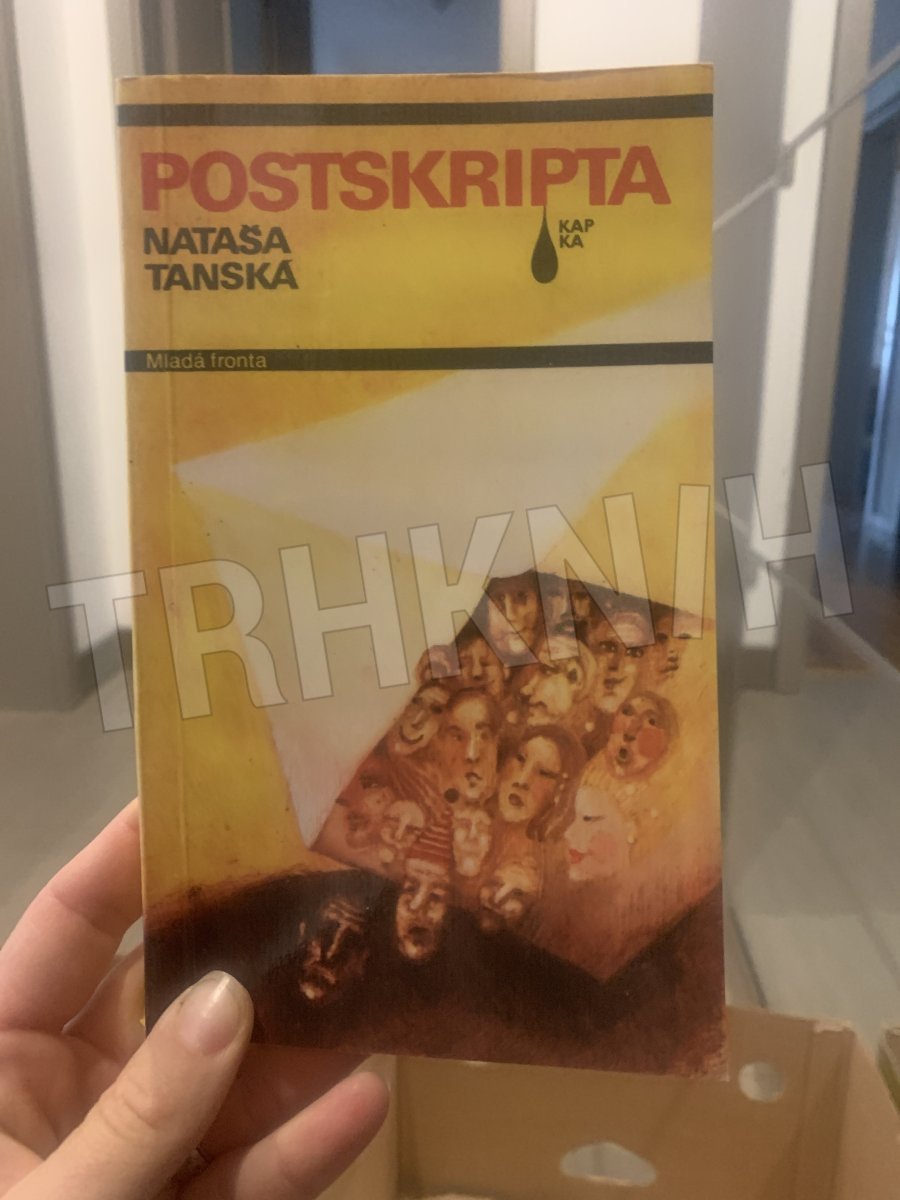 POSTSKRIPTA
NATAŠA
TANSKÁ
KAP
KA
Mladá fronta
TRHKNIH